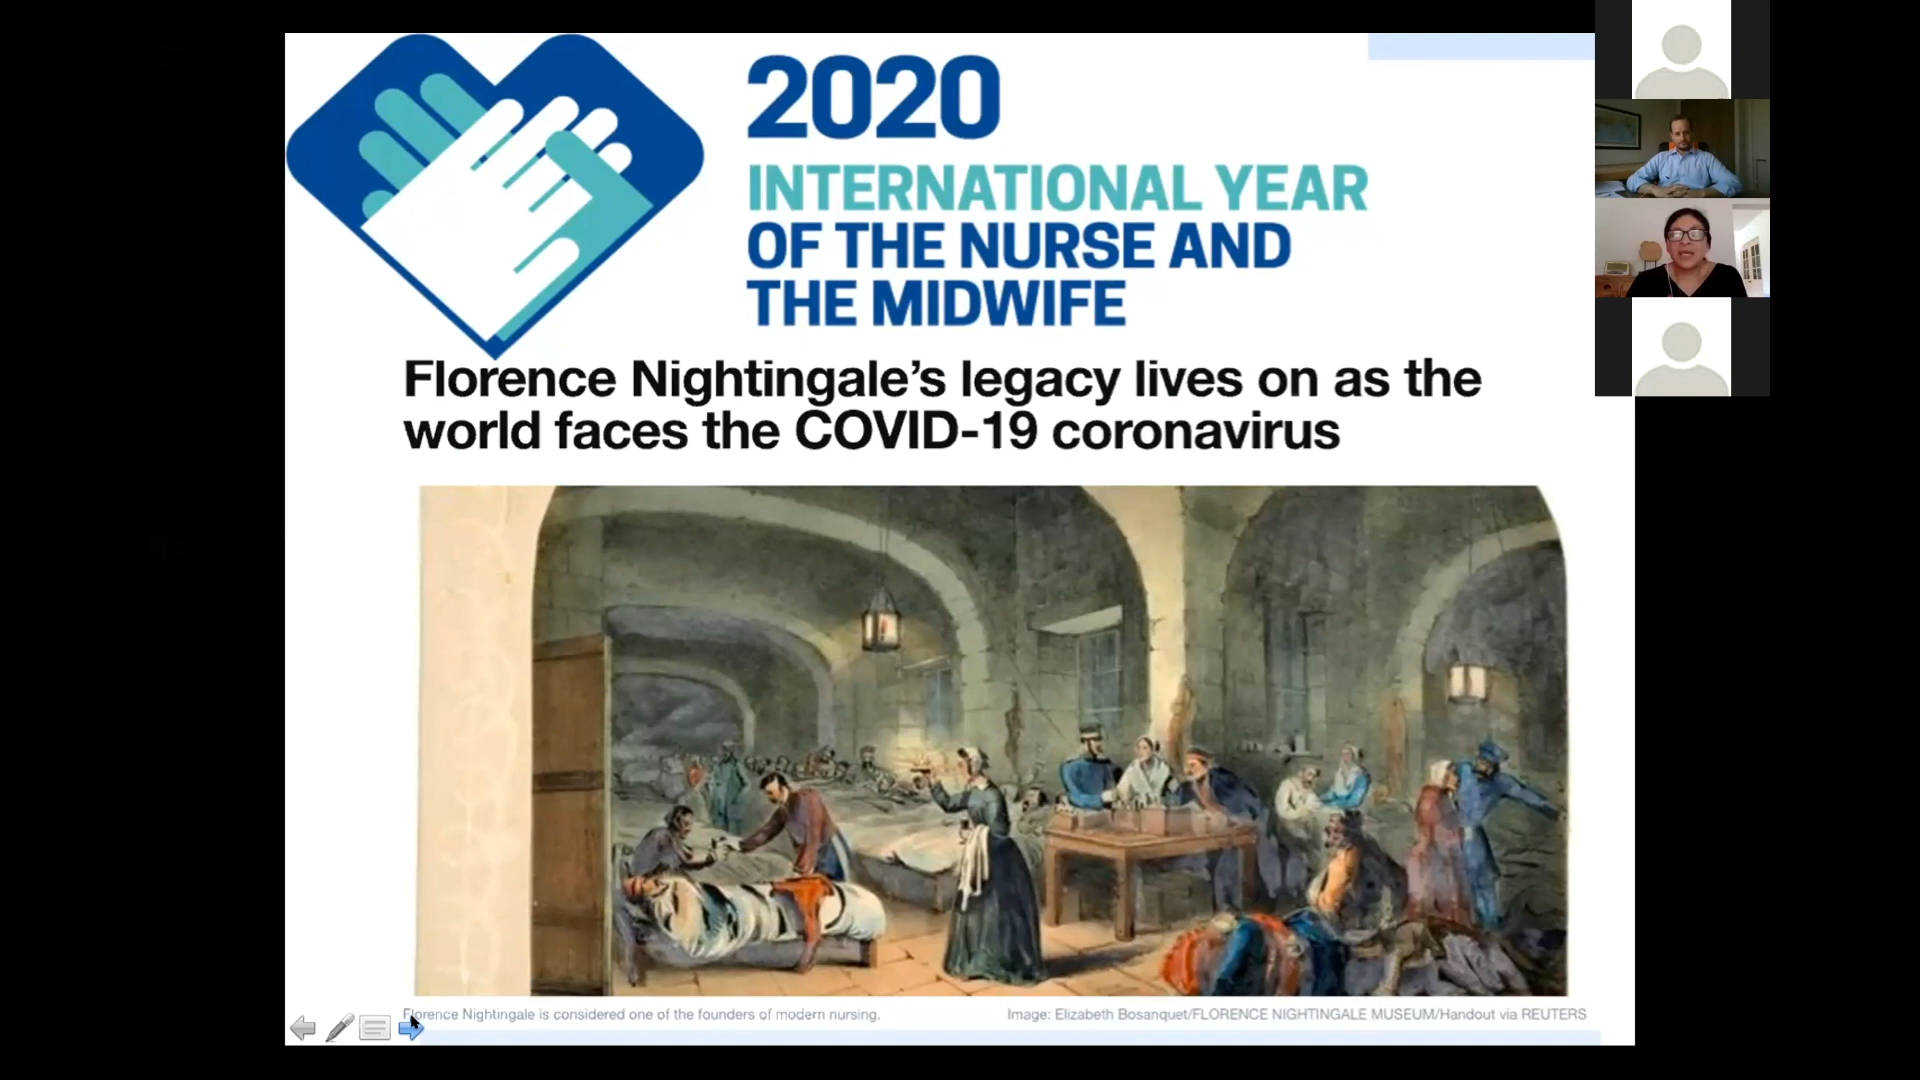 2020
INTERNATIONAL YEAR
OF THE NURSE AND
THE MIDWIFE
Florence Nightingale’s legacy lives on as the
world faces the COVID-19 coronavirus
Florence Nightingale is considered one of the founders of modern nursing.
Image: Elizabeth Bosanquet/FLORENCE NIGHTINGALE MUSEUM/Handout via REUTERS